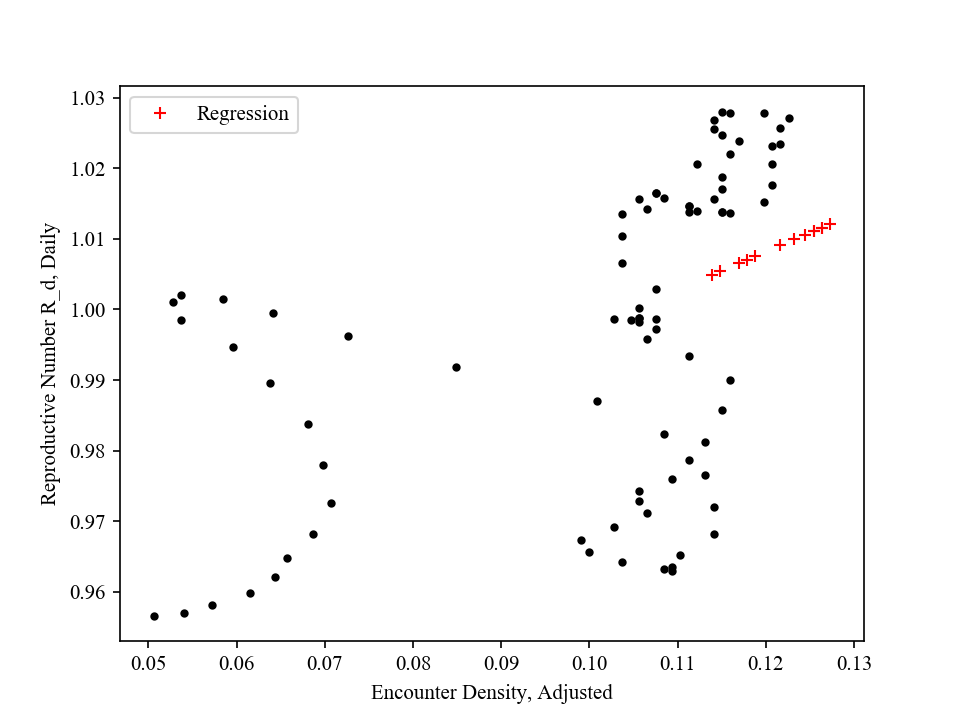 Regression
1.03
1.02
1.01
1.00
0.99
0.98
0.97
0.96
Reproductive Number R_d, Daily
0.05 0.06 0.07 0.08 0.09 0.10 0.11 0.12 0.13
Encounter Density, Adjusted